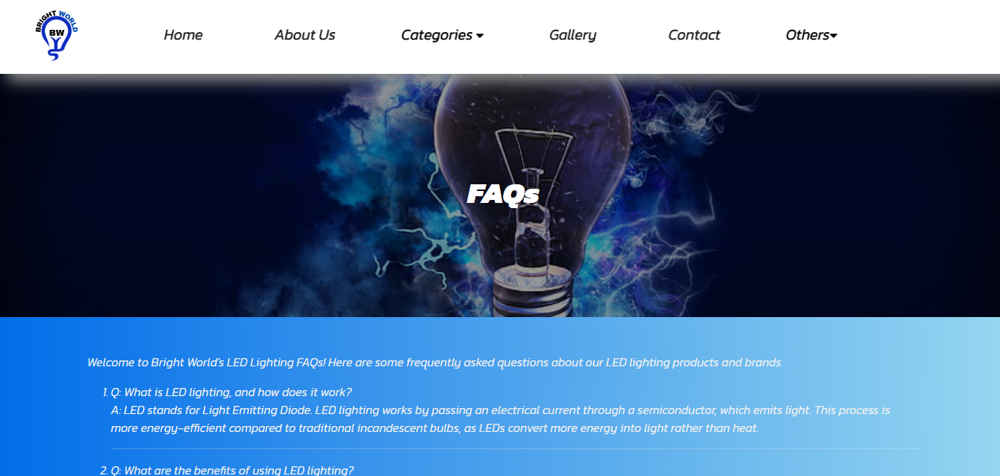 BRIGHT WORLD
BW
Home
About Us
Categories
Gallery
Contact
Others
FAQs
Welcome to Bright World's LED Lighting FAQs! Here are some frequently asked questions about our LED lighting products and brands
1. Q: What is LED lighting, and how does it work?
A: LED stands for Light Emitting Diode. LED lighting works by passing an electrical current through a semiconductor, which emits light. This process is
more energy-efficient compared to traditional incandescent bulbs, as LEDs convert more energy into light rather than heat.
2. Q: What are the benefits of using LED lighting?